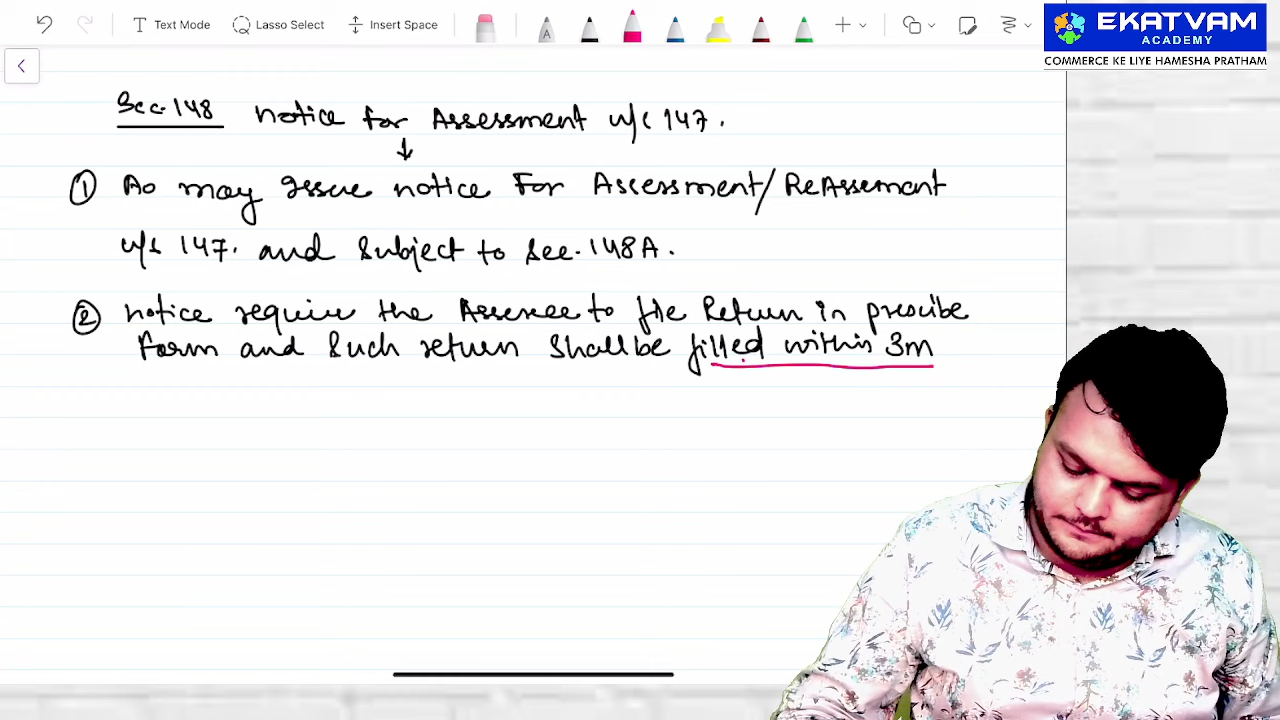 Text Mode
Lasso Select
Insert Space
A
EKATVAM
ACADEMY
COMMERCE KE LIYE HAMESHA PRATHAM
Sec. 148 notice for Assessment u/s 147.
① AO may issue notice For Assessment/ReAssement
u/s 147. and Subject to Sec. 148A.
② notice require the Assesee to file Return in prescibe
form and Such return Shall be filled within 3m